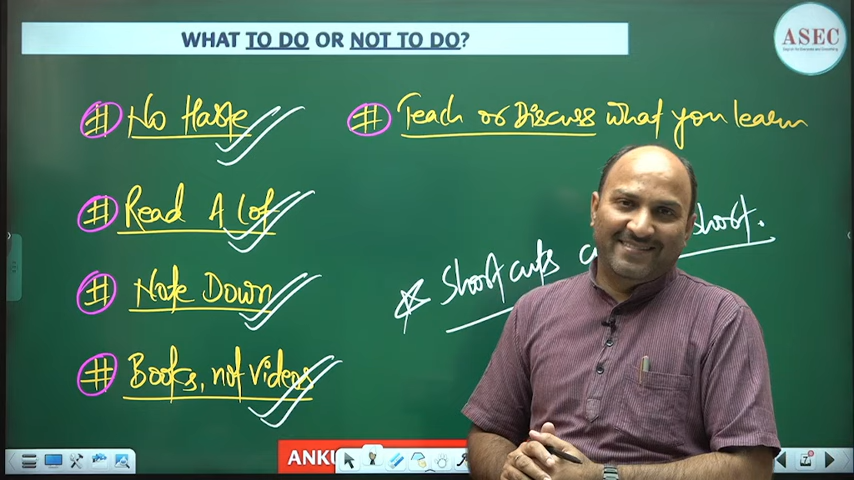 WHAT TO DO OR NOT TO DO?
ASEC
# No Haste
# Teach or Discuss what you learn
# Read A Lot
* Shortcuts short.
# Note Down
# Books, not Videos
ANKU